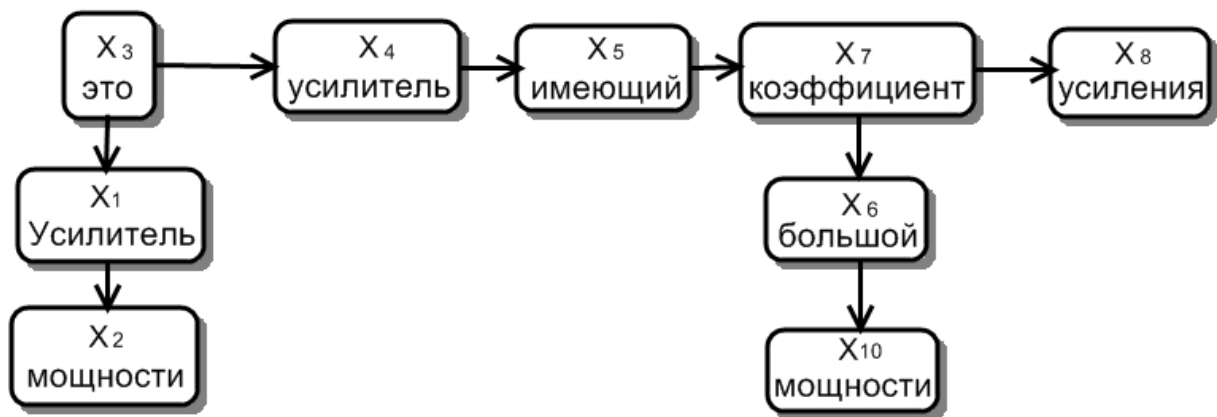 X3
это
X4
усилитель
X5
имеющий
X7
коэффициент
X8
усиления
X1
Усилитель
X6
большой
X2
мощности
X10
мощности